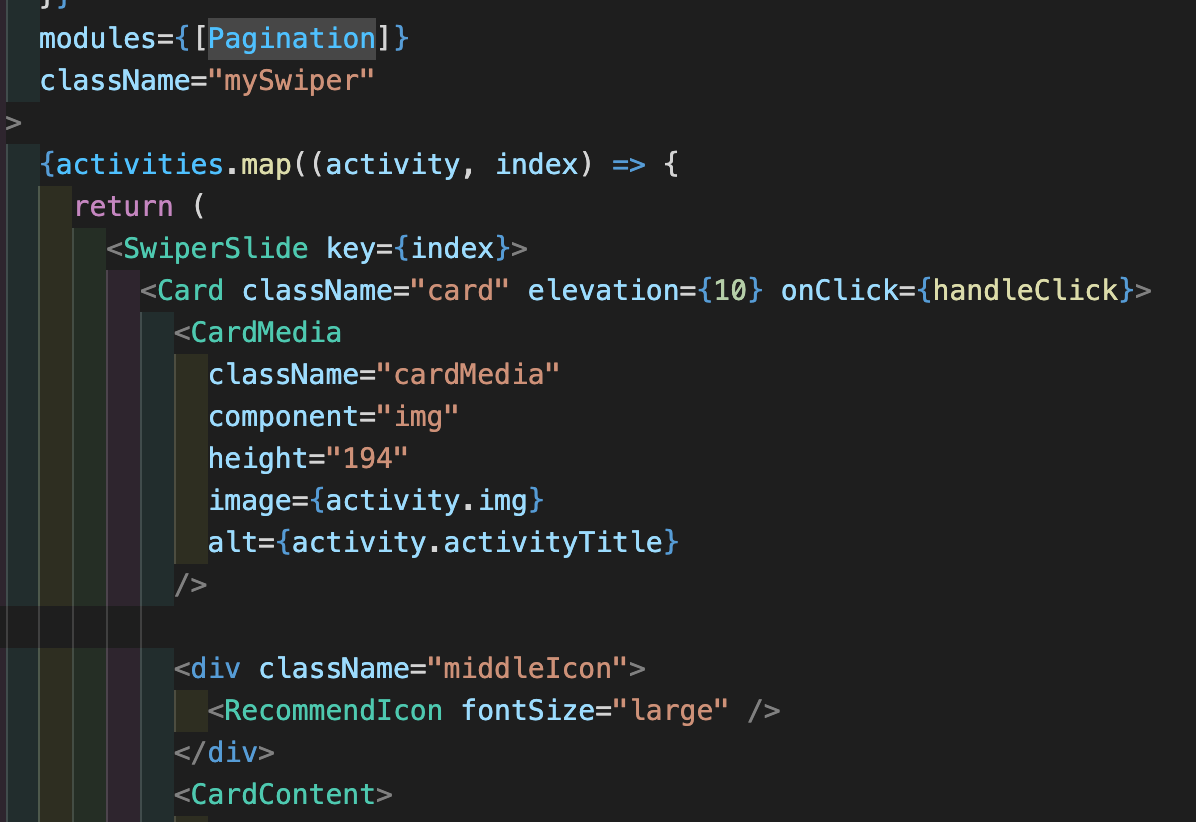 }}
modules={[Pagination]}
className="mySwiper"
>
{activities.map((activity, index) => {
return (
<SwiperSlide key={index}>
<Card className="card" elevation={10} onClick={handleClick}>
<CardMedia
className="cardMedia"
component="img"
height="194"
image={activity.img}
alt={activity.activityTitle}
/>
<div className="middleIcon">
<RecommendIcon fontSize="large" />
</div>
<CardContent>